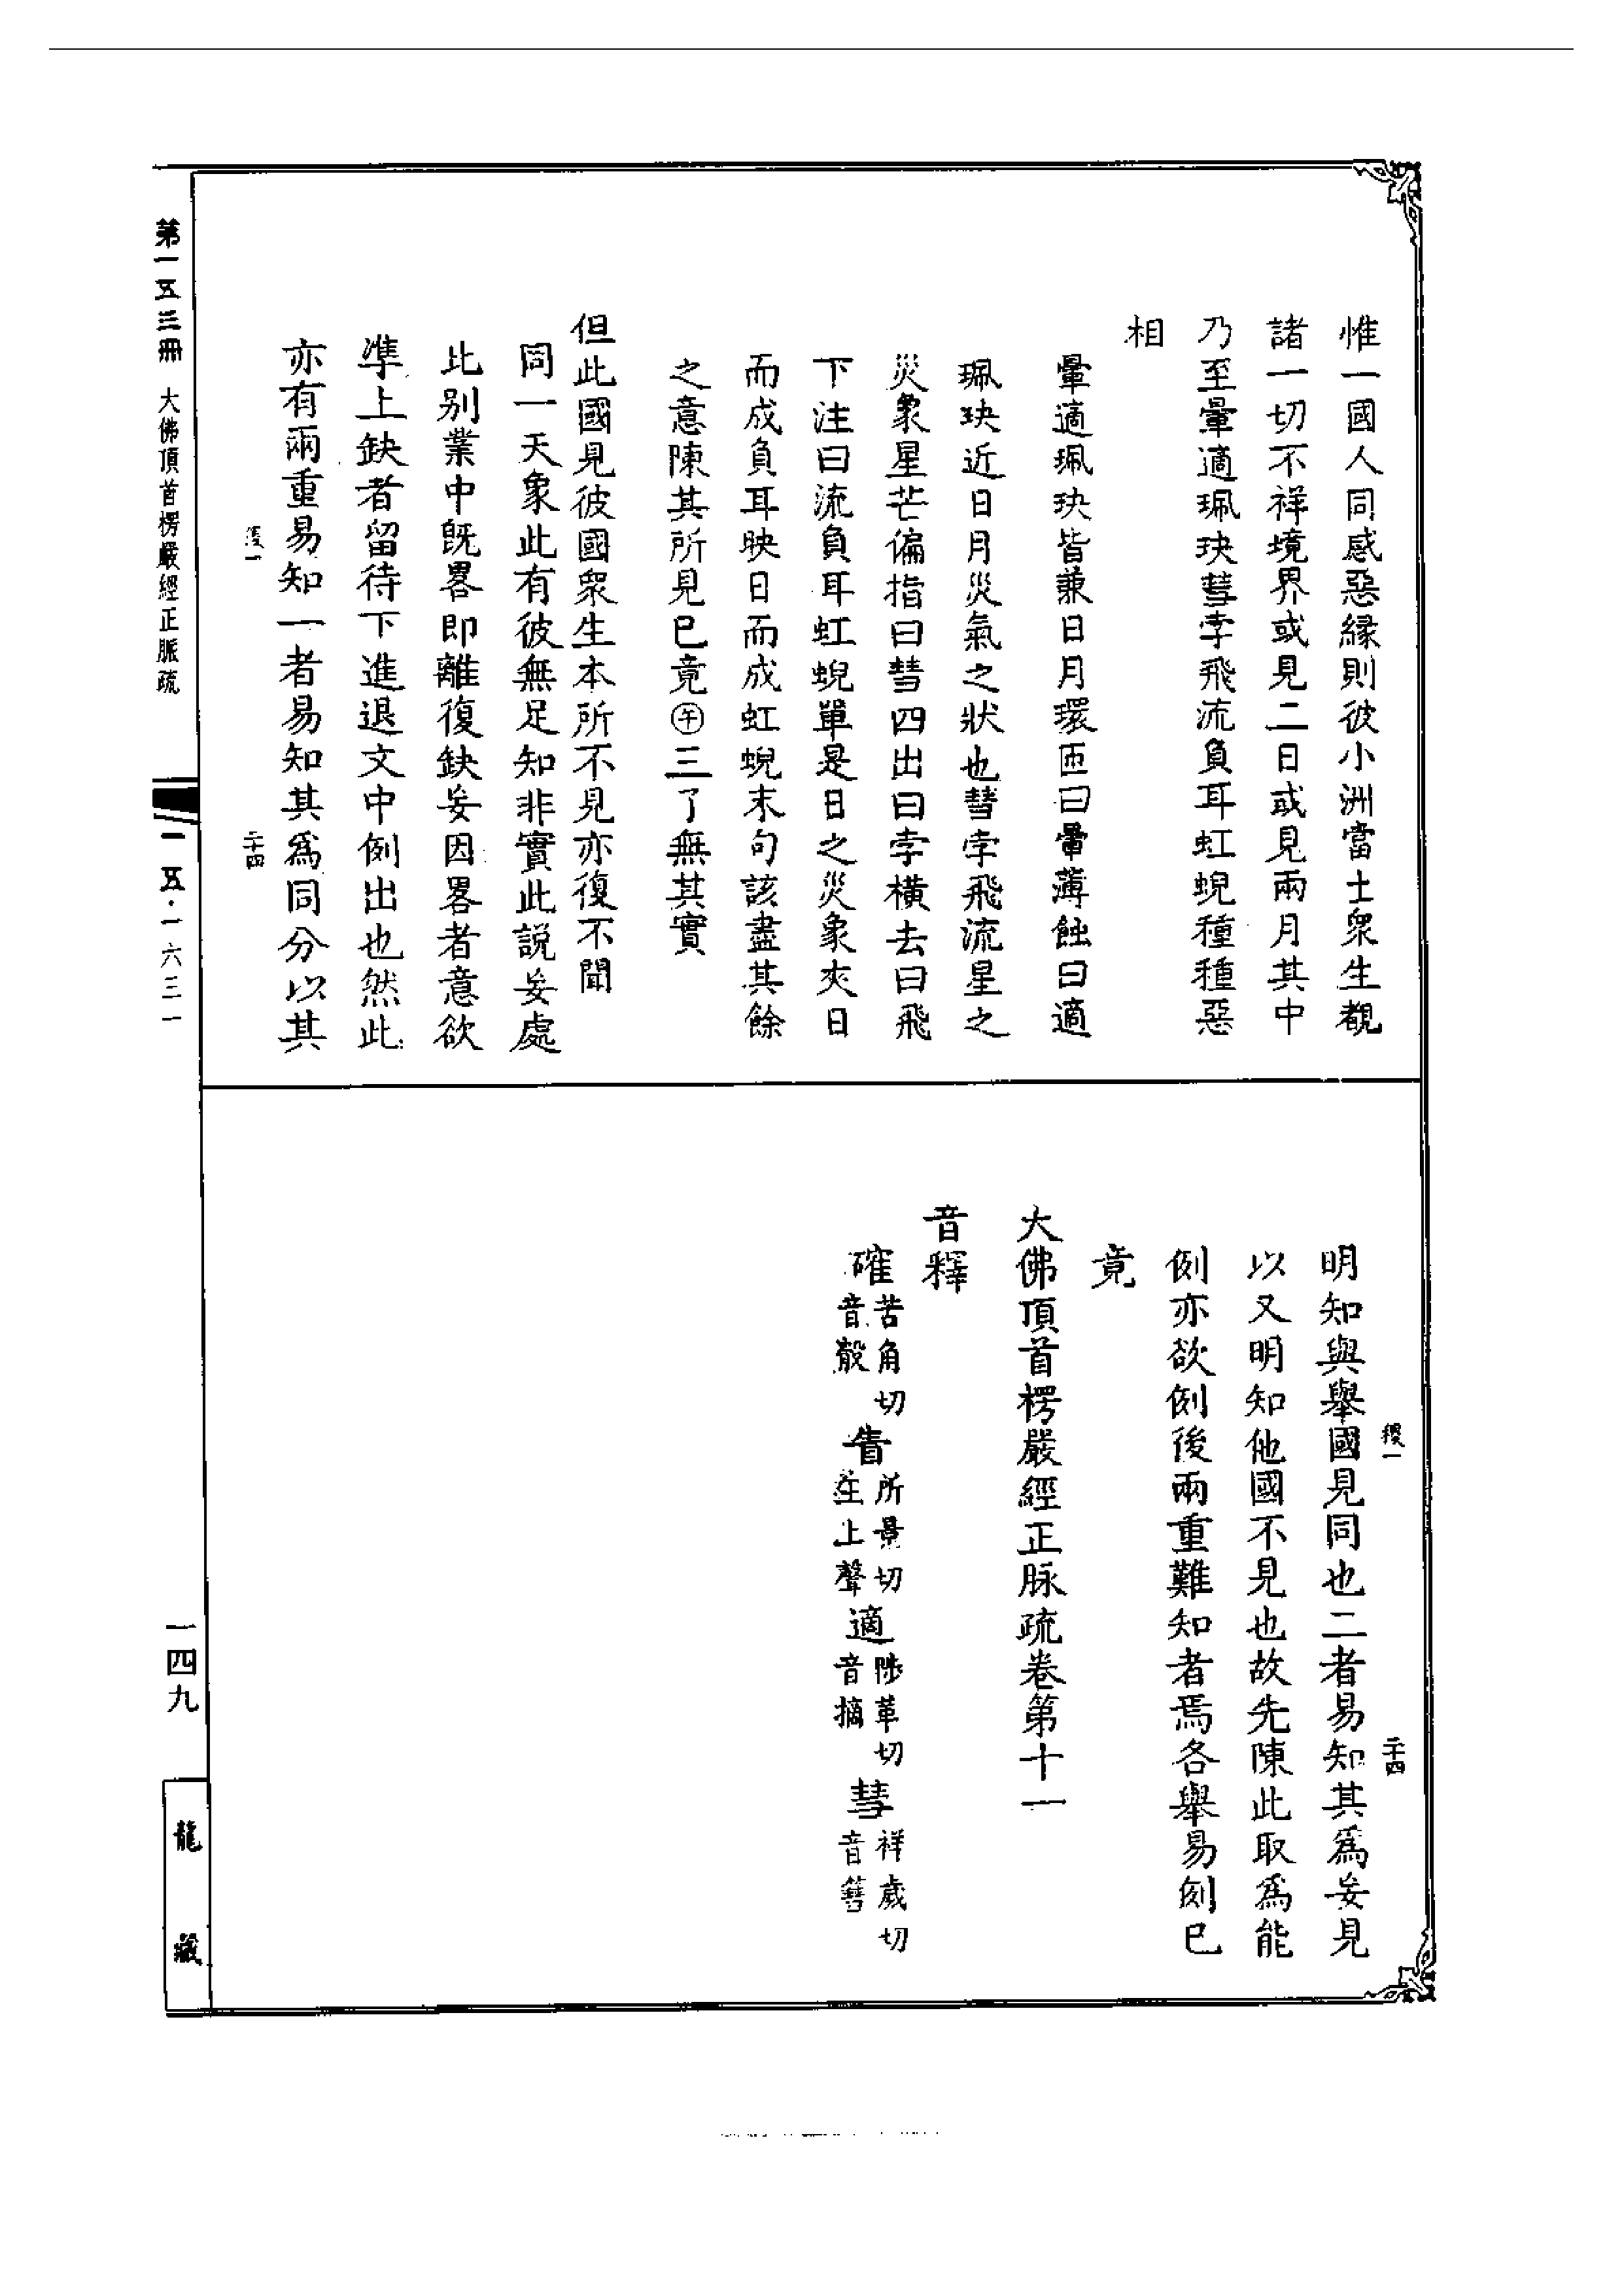 惟一國人同感惡緣則彼小洲當土衆生覩
諸一切不祥境界或見二日或見兩月其中
乃至暈適珮玦彗孛飛流負耳虹蜺種種惡
相
暈適珮玦皆兼日月環匝曰暈薄蝕曰適
珮玦近日月災氣之狀也彗孛飛流星之
災象星芒偏指曰彗四出曰孛橫去曰飛
下注曰流負耳虹蜺單是日之災象夾日
而成負耳映日而成虹蜺末句該盡其餘
之意陳其所見已竟㊣三了無其實
但此國見彼國衆生本所不見亦復不聞
同一天象此有彼無足知非實此說妄處
此别業中旣畧即離復缺妄因畧者意欲
凖上缺者留待下進退文中例出也然此
亦有兩重易知一者易知其爲同分以其
二十四
明知與舉國見同也二者易知其爲妄見
以又明知他國不見也故先陳此取爲能
例亦欲例後兩重難知者焉各舉易例已
竟
大佛頂首楞嚴經正脉疏卷第十一
音釋
確苦角切音㱿眚所景切生上聲適陟革切音摘彗祥歲切音篲
稷一
二十四
第一五三冊 大佛頂首楞嚴經正脈疏
一五·一六三一
一四九
龍藏